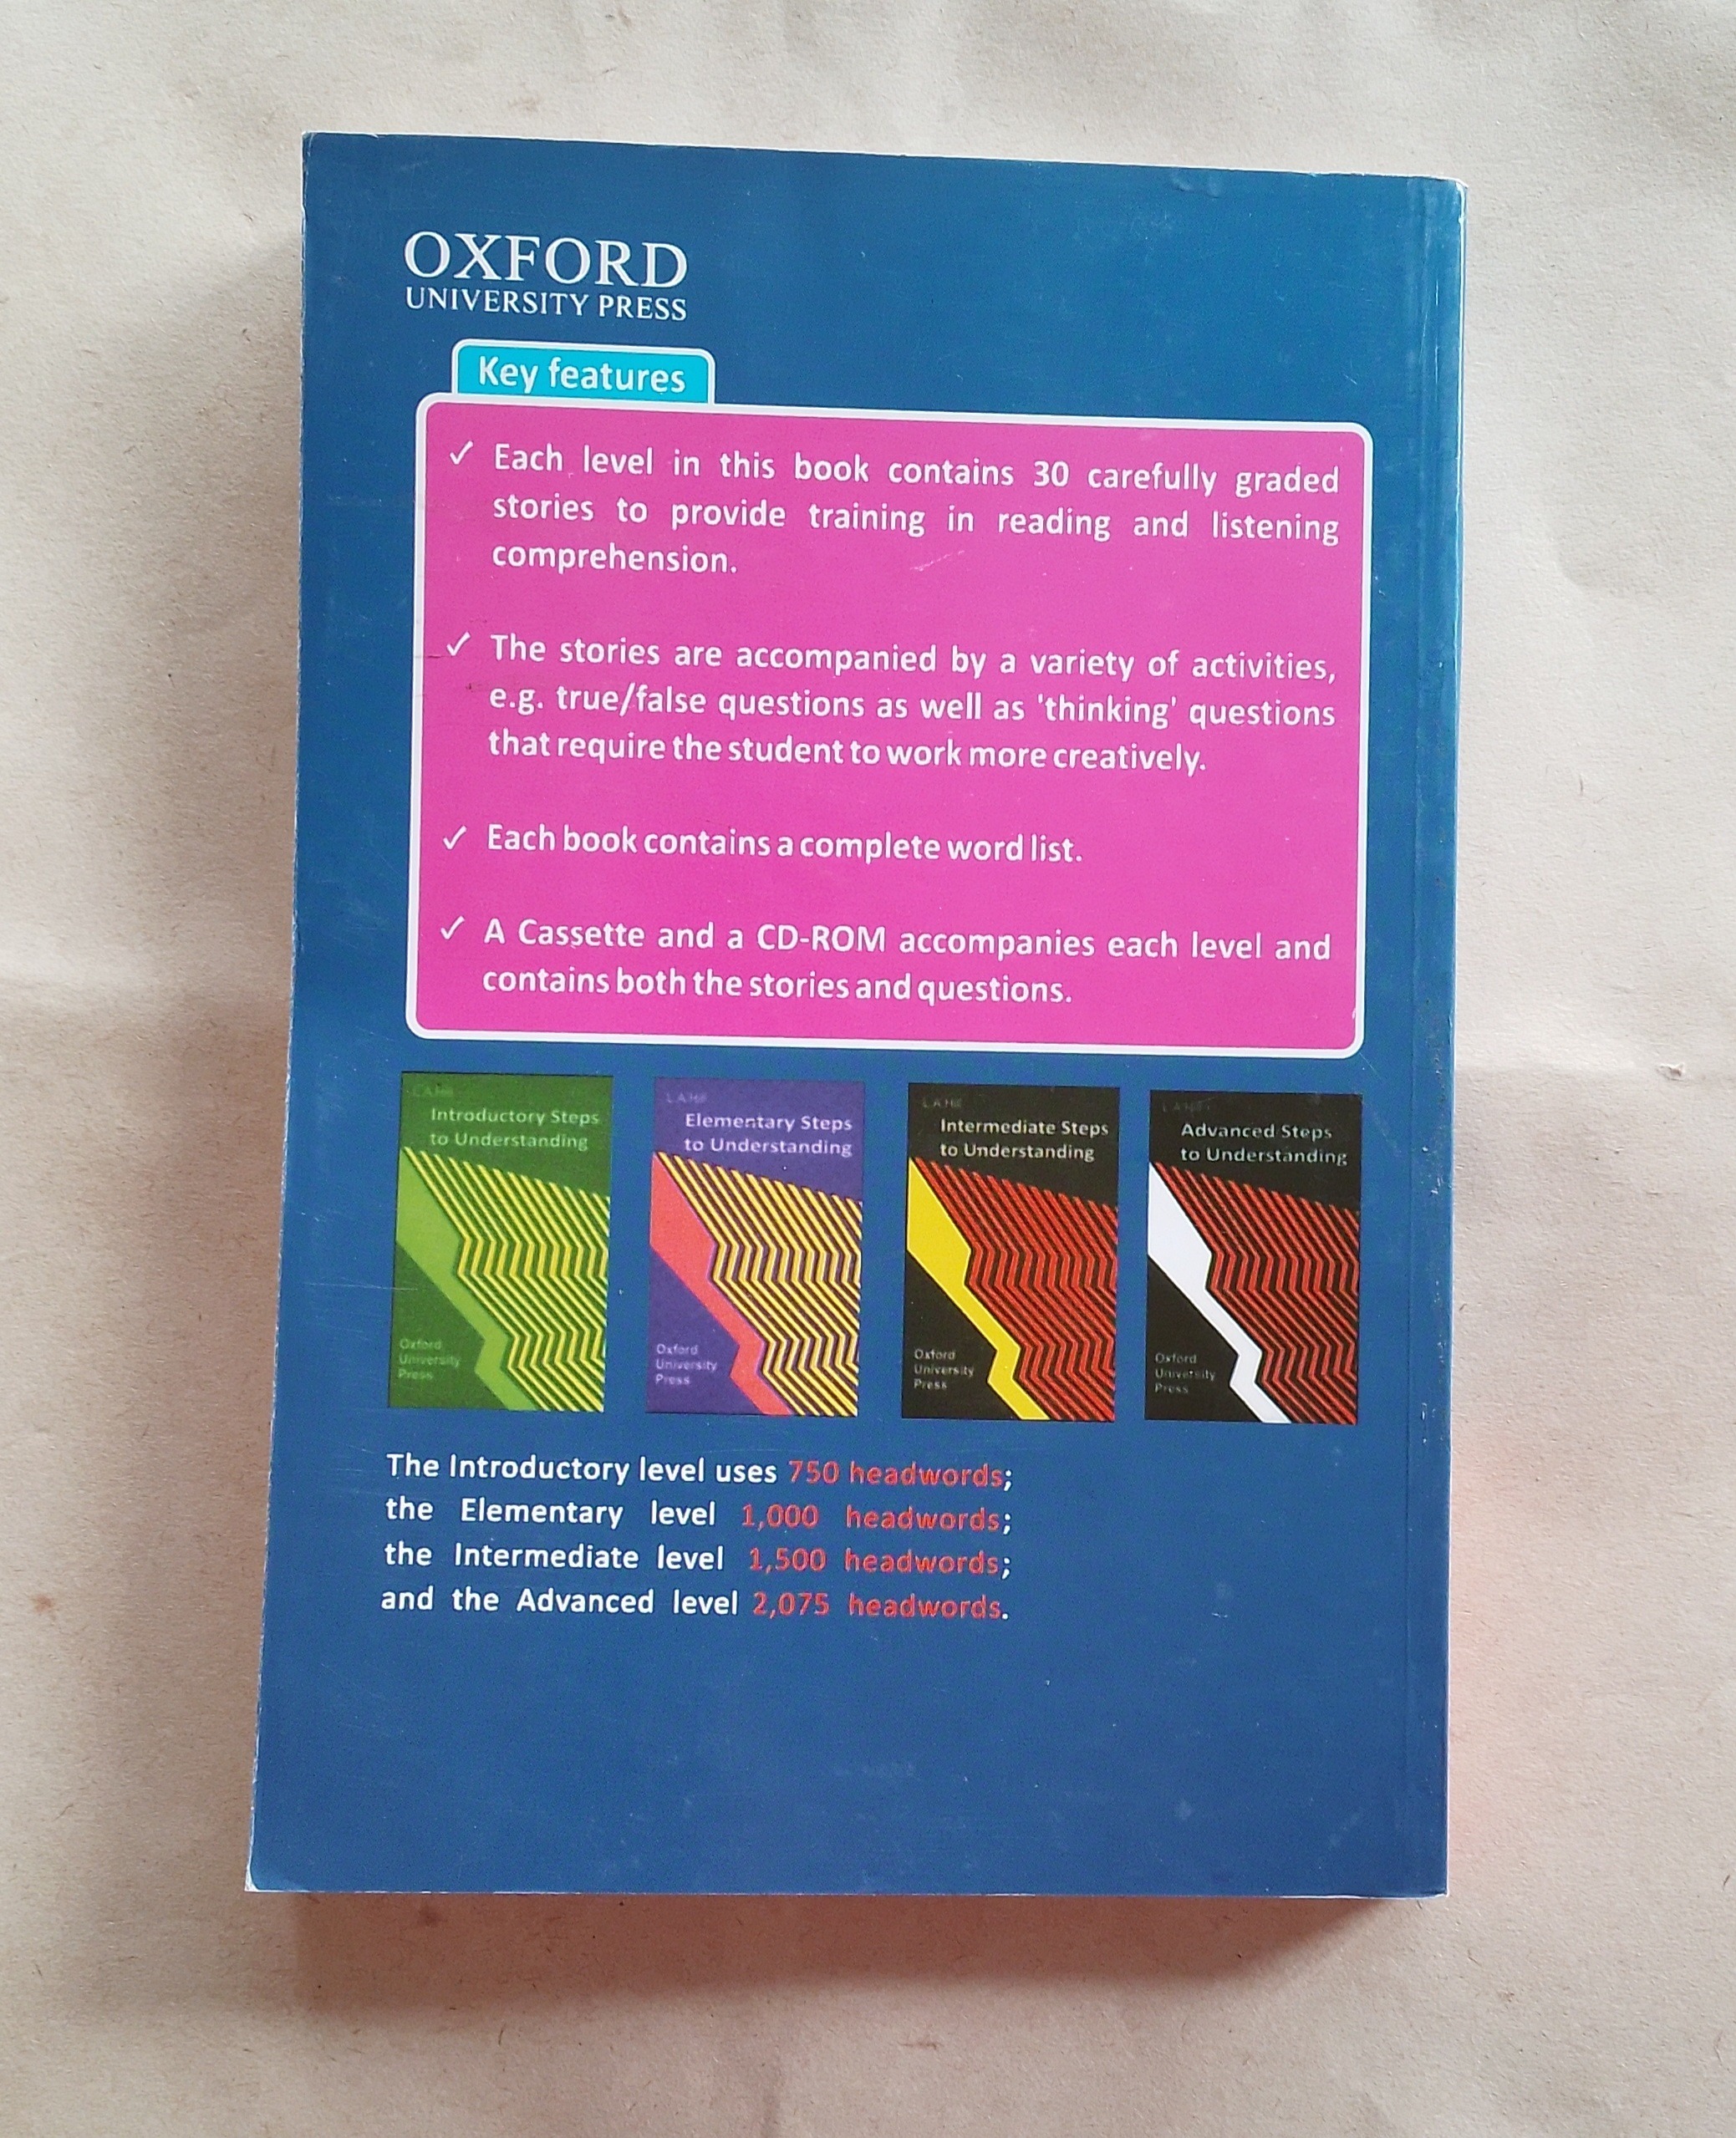 OXFORD
UNIVERSITY PRESS
Key features
✓ Each level in this book contains 30 carefully graded
stories to provide training in reading and listening
comprehension.
✓ The stories are accompanied by a variety of activities,
e.g. true/false questions as well as 'thinking' questions
that require the student to work more creatively.
✓ Each book contains a complete word list.
✓ A Cassette and a CD-ROM accompanies each level and
contains both the stories and questions.
L.A.Hill
Introductory Steps
to Understanding
Oxford
University
Press
L.A.Hill
Elementary Steps
to Understanding
Oxford
University
Press
L.A.Hill
Intermediate Steps
to Understanding
Oxford
University
Press
L.A.Hill
Advanced Steps
to Understanding
Oxford
University
Press
The Introductory level uses 750 headwords;
the Elementary level 1,000 headwords;
the Intermediate level 1,500 headwords;
and the Advanced level 2,075 headwords.